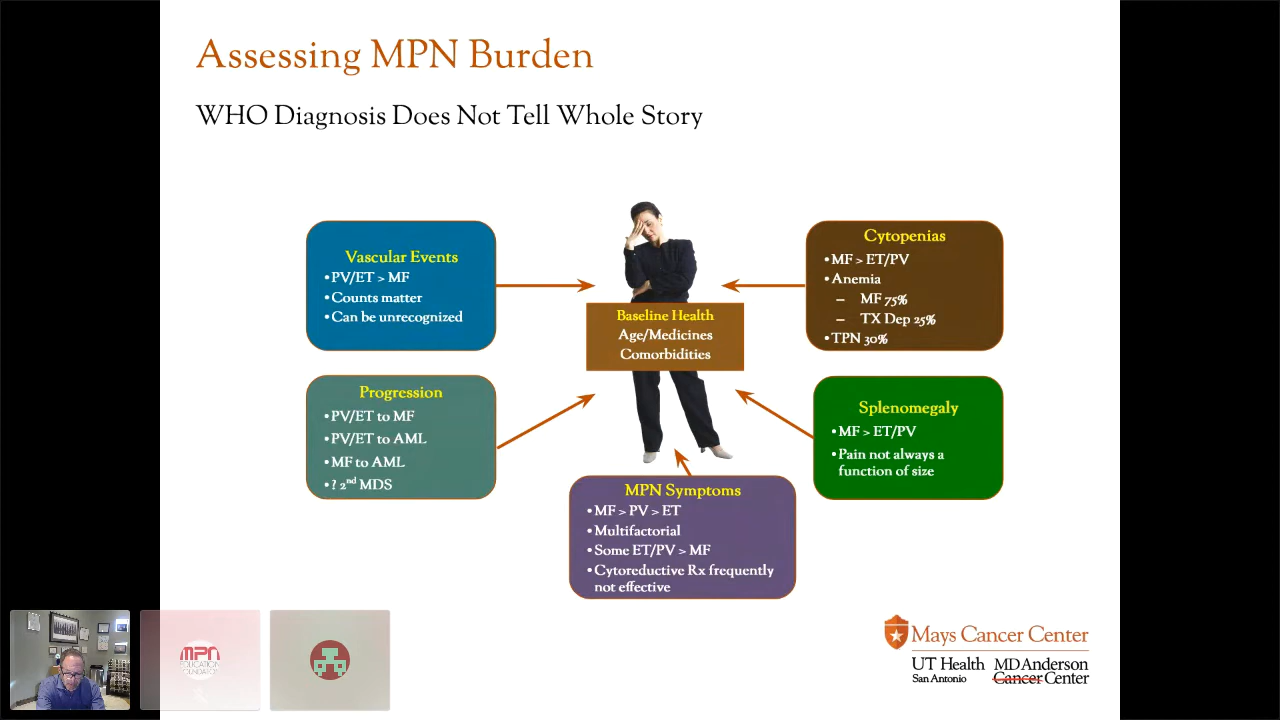 Assessing MPN Burden
WHO Diagnosis Does Not Tell Whole Story
Vascular Events
•PV/ET > MF
•Counts matter
•Can be unrecognized
Baseline Health
Age/Medicines
Comorbidities
Cytopenias
•MF > ET/PV
•Anemia
– MF 75%
– TX Dep 25%
•TPN 30%
Progression
•PV/ET to MF
•PV/ET to AML
•MF to AML
•? 2nd MDS
Splenomegaly
•MF > ET/PV
•Pain not always a
function of size
MPN Symptoms
•MF > PV > ET
•Multifactorial
•Some ET/PV > MF
•Cytoreductive Rx frequently
not effective
MPN
EDUCATION
FOUNDATION
Mays Cancer Center
UT Health
San Antonio
MD Anderson
Cancer Center